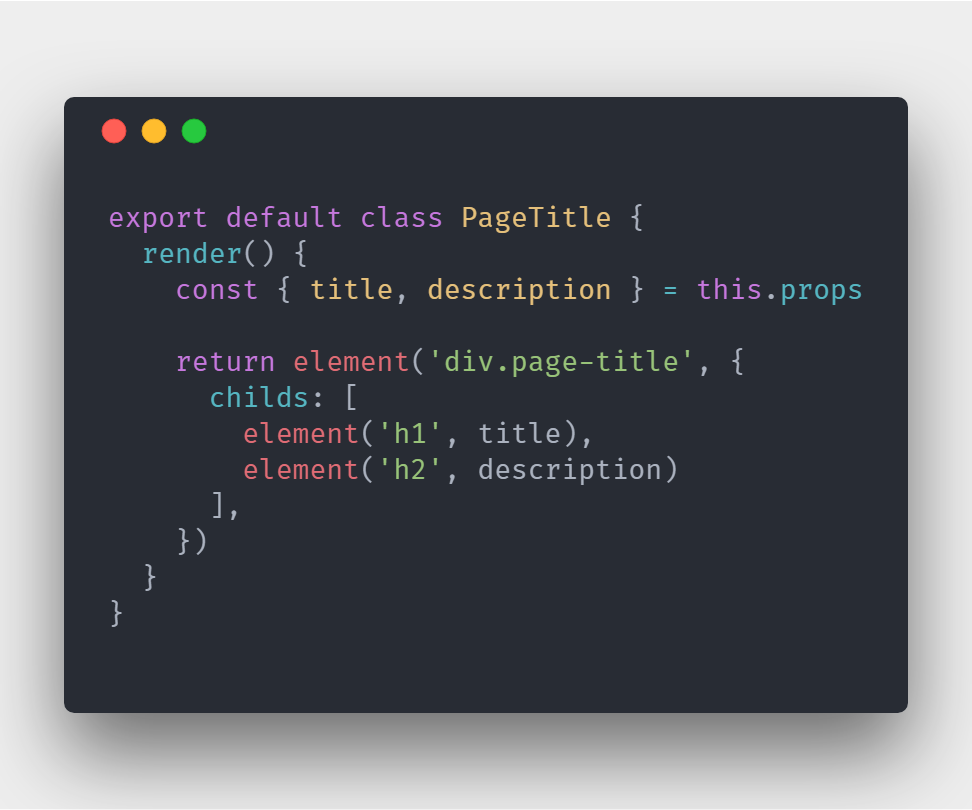 export default class PageTitle {
  render() {
    const { title, description } = this.props

    return element('div.page-title', {
      childs: [
        element('h1', title),
        element('h2', description)
      ],
    })
  }
}